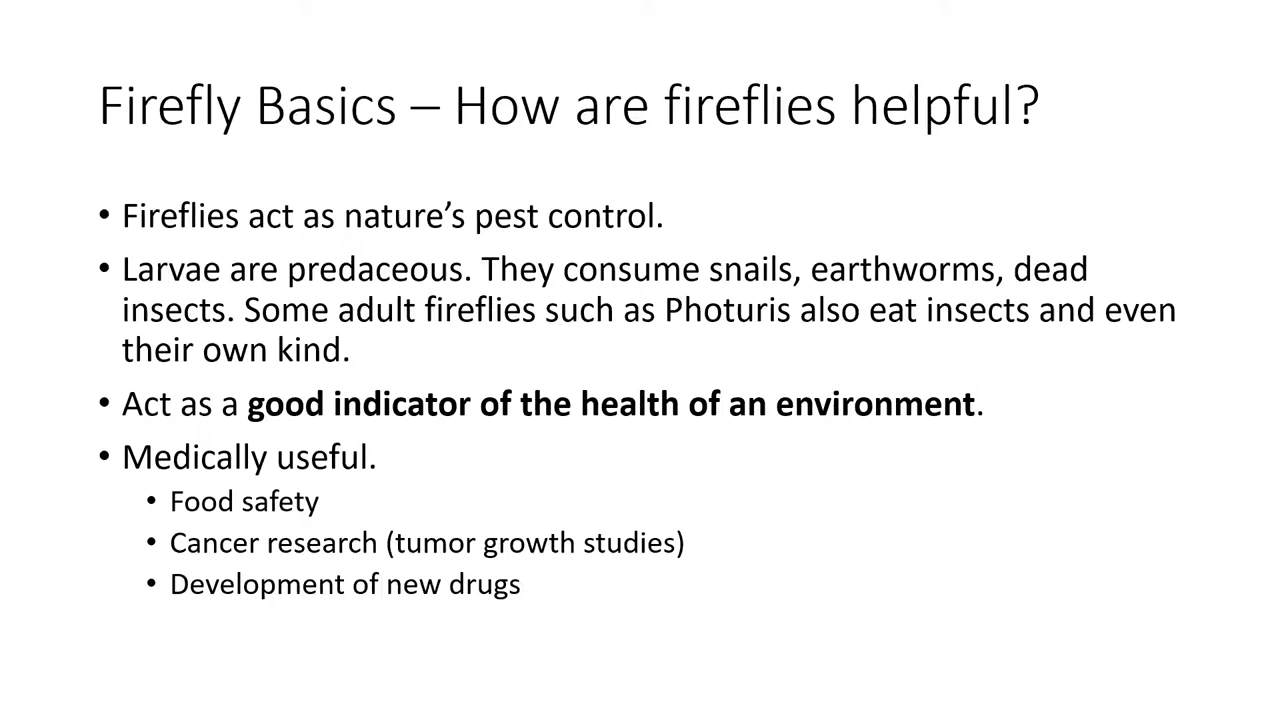 Firefly Basics – How are fireflies helpful?
• Fireflies act as nature’s pest control.
• Larvae are predaceous. They consume snails, earthworms, dead
insects. Some adult fireflies such as Photuris also eat insects and even
their own kind.
• Act as a good indicator of the health of an environment.
• Medically useful.
• Food safety
• Cancer research (tumor growth studies)
• Development of new drugs